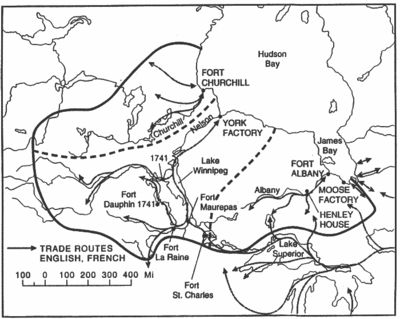 Hudson
Bay
FORT
CHURCHILL
Churchill
Nelson
YORK
FACTORY
James
Bay
1741
Lake
Winnipeg
FORT
ALBANY
Albany
MOOSE
FACTORY
Fort
Dauphin 1741
Fort
Maurepas
HENLEY
HOUSE
Fort
La Raine
Lake
Superior
TRADE ROUTES
ENGLISH, FRENCH
Fort
St. Charles
100 0 100 200 300 400 Mi